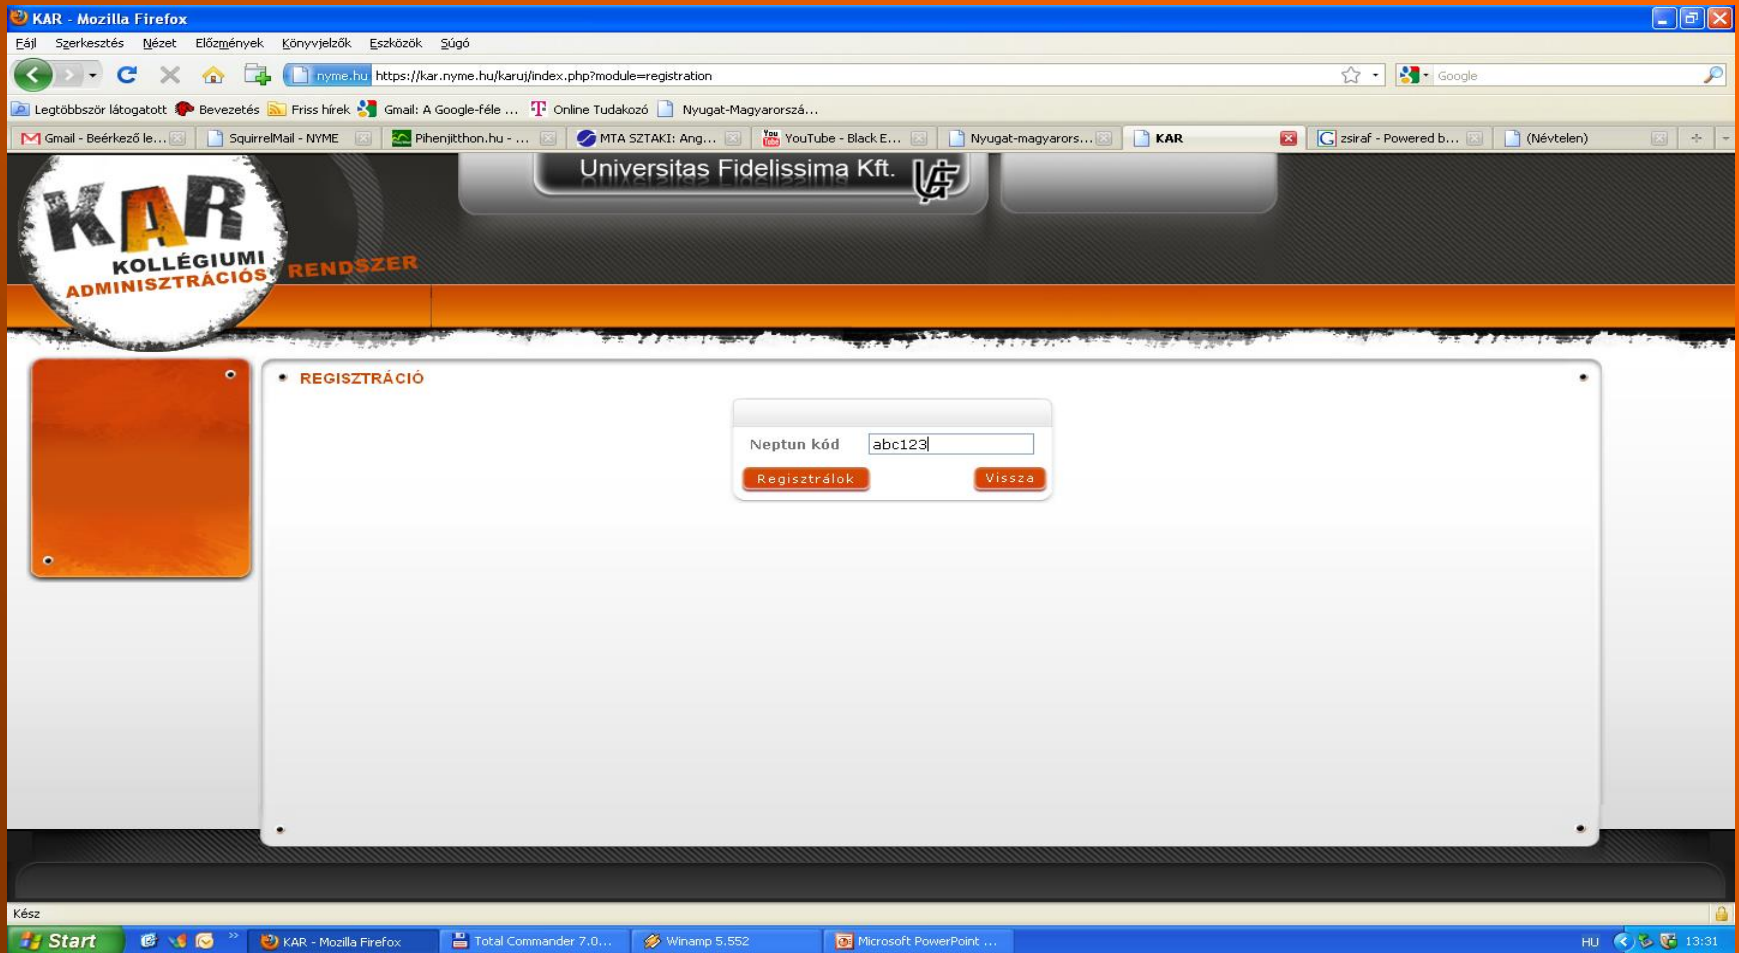 KAR - Mozilla Firefox
Fájl Szerkesztés Nézet Előzmények Könyvjelzők Eszközök Súgó
nyme.hu https://kar.nyme.hu/karuj/index.php?module=registration Google
Legtöbbször látogatott Bevezetés Friss hírek Gmail: A Google-féle ... Online Tudakozó Nyugat-Magyarorszá...
Gmail - Beérkező le... SquirrelMail - NYME Pihenjitthon.hu - ... MTA SZTAKI: Ang... YouTube - Black E... Nyugat-magyarors... KAR zsiraf - Powered b... (Névtelen)
Universitas Fidelissima Kft.
KAR
KOLLÉGIUMI
ADMINISZTRÁCIÓS RENDSZER
REGISZTRÁCIÓ
Neptun kód abc123
Regisztrálok Vissza
Kész
Start KAR - Mozilla Firefox Total Commander 7.0... Winamp 5.552 Microsoft PowerPoint ... HU 13:31